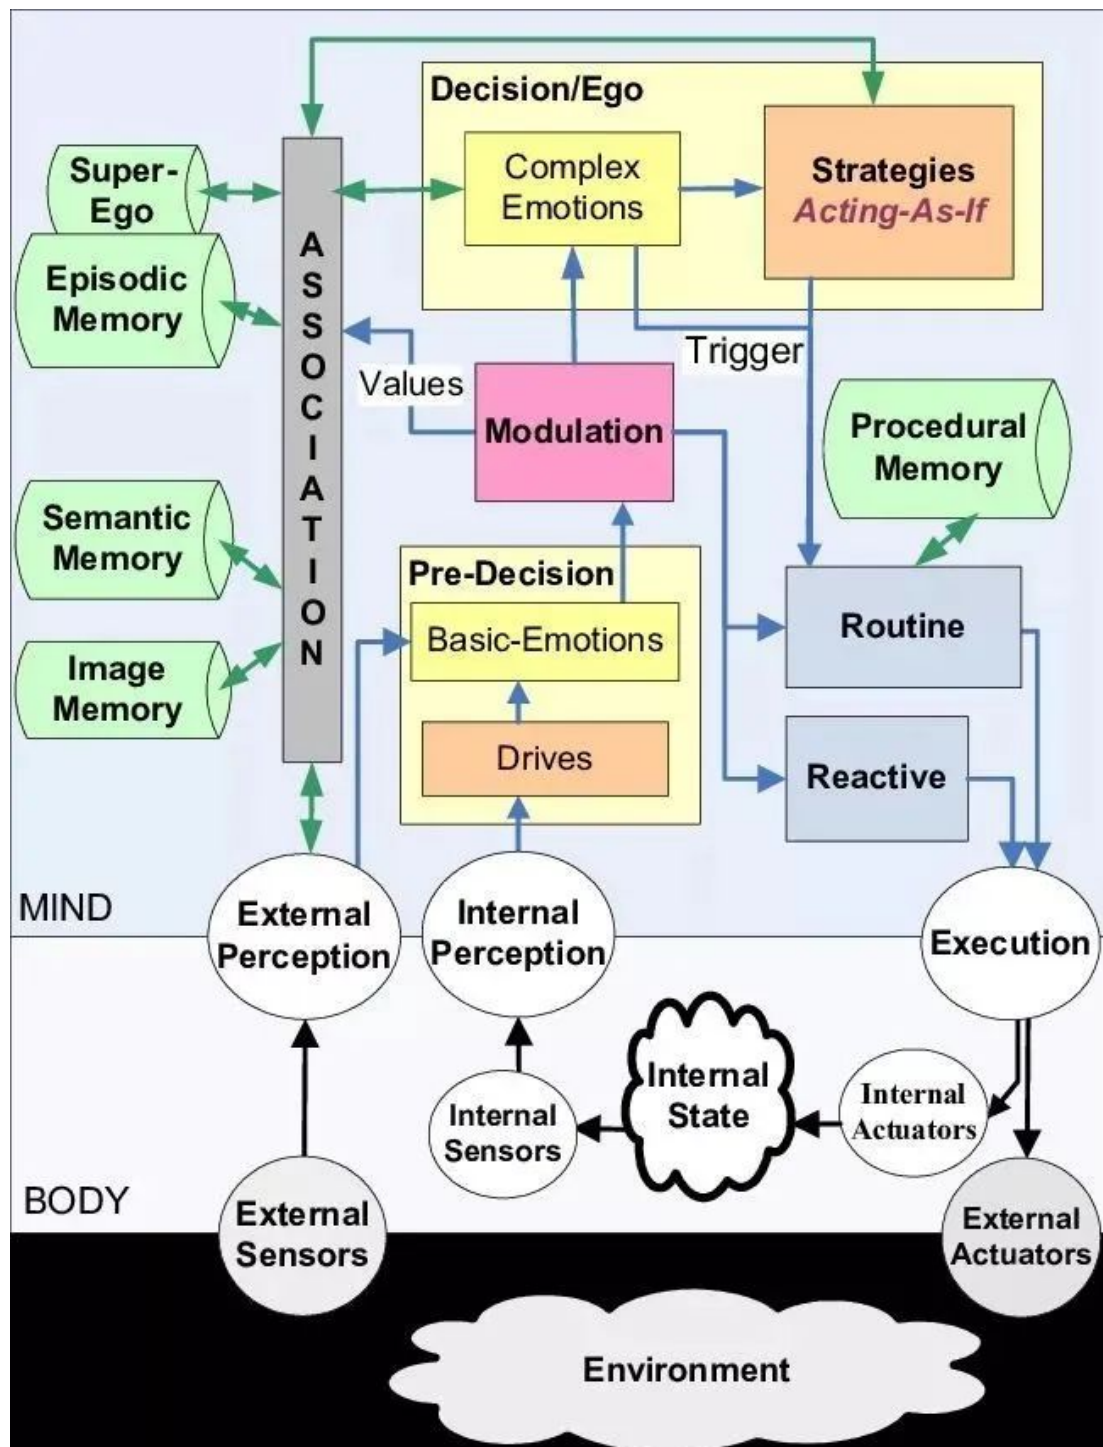 Decision/Ego
Super-
Ego
Complex
Emotions
Strategies
Acting-As-If
ASSOCIATION
Episodic
Memory
Values
Trigger
Modulation
Procedural
Memory
Semantic
Memory
Pre-Decision
Basic-Emotions
Routine
Image
Memory
Drives
Reactive
MIND
External
Perception
Internal
Perception
Execution
Internal
State
Internal
Sensors
Internal
Actuators
BODY
External
Sensors
External
Actuators
Environment